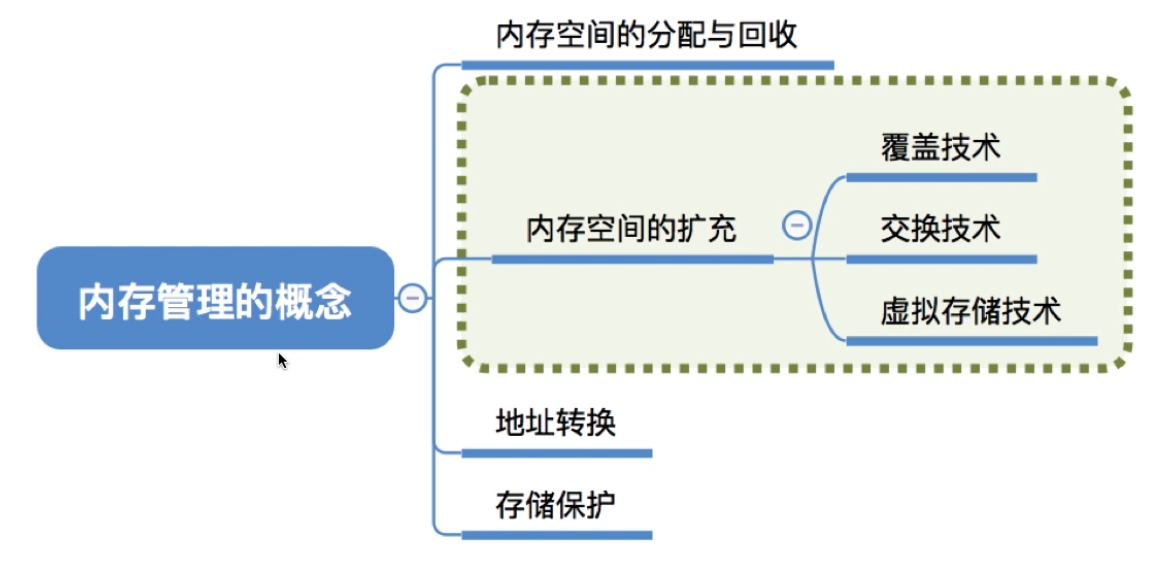 内存空间的分配与回收
覆盖技术
内存空间的扩充
交换技术
内存管理的概念
虚拟存储技术
地址转换
存储保护